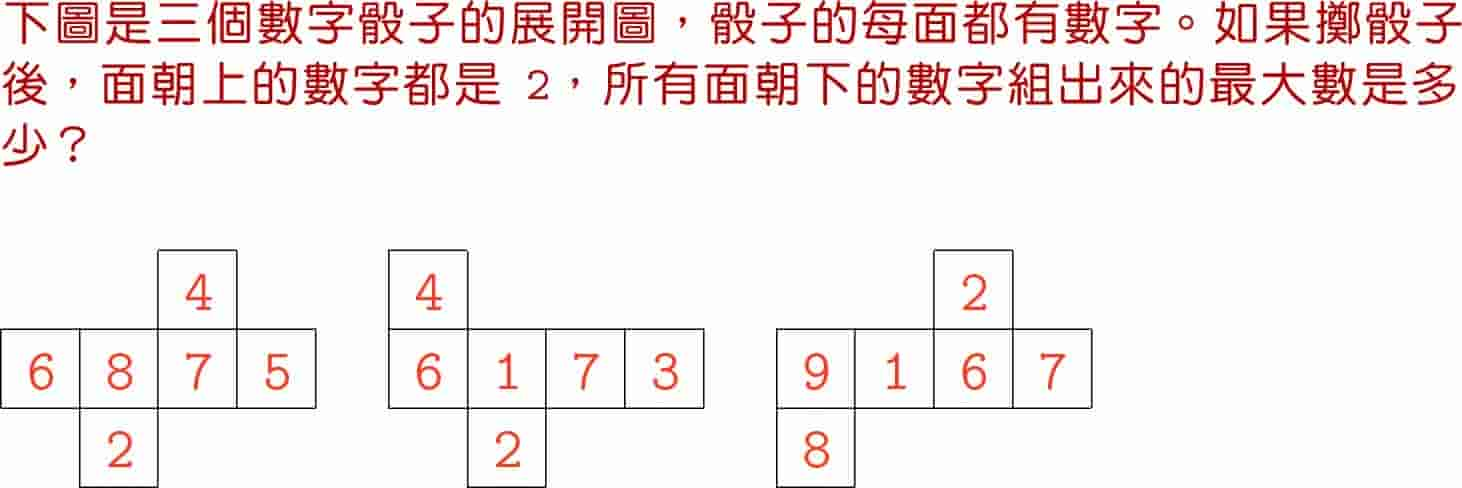 下圖是三個數字骰子的展開圖，骰子的每面都有數字。如果擲骰子
後，面朝上的數字都是 2，所有面朝下的數字組出來的最大數是多
少？
4 4 2
6 8 7 5 6 1 7 3 9 1 6 7
2 2 8